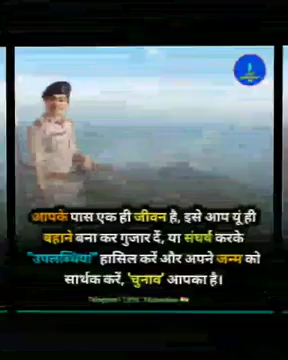 आपके पास एक ही जीवन है, इसे आप यूं ही
बहाने बना कर गुजार दें, या संघर्ष करके
"उपलब्धियां" हासिल करें और अपने जन्म को
सार्थक करें, 'चुनाव' आपका है।